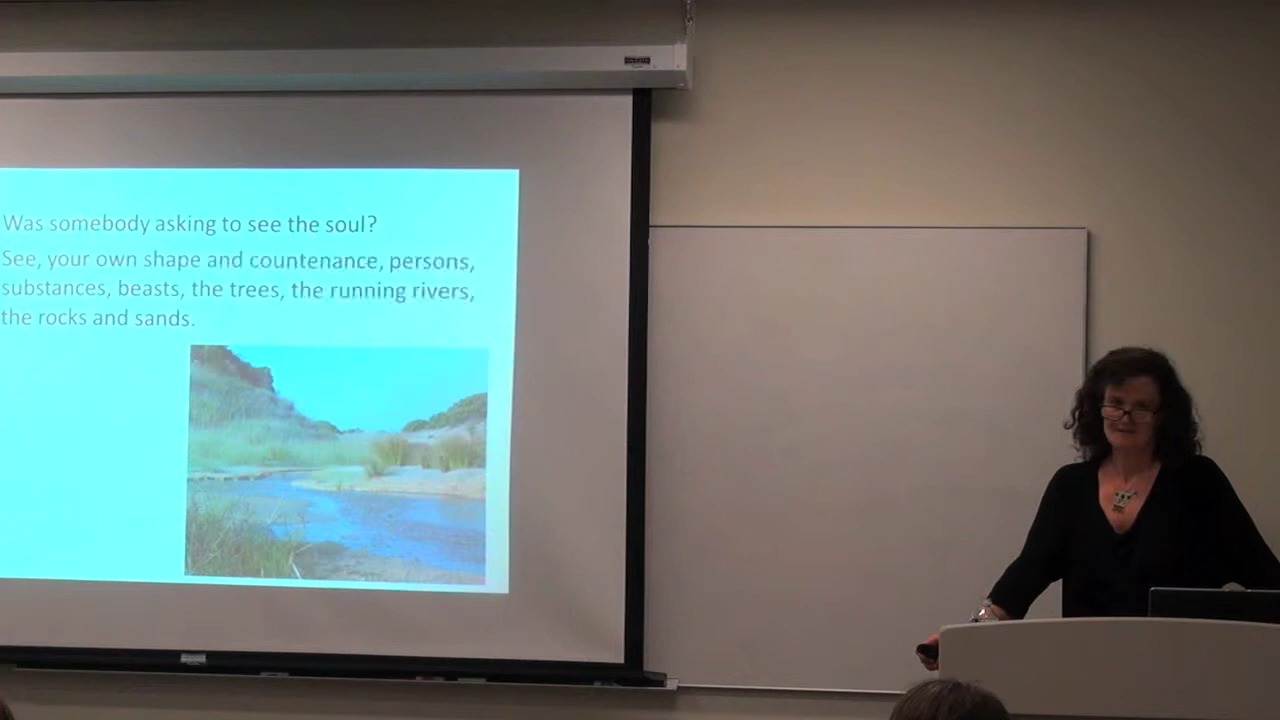 Was somebody asking to see the soul?
See, your own shape and countenance, persons,
substances, beasts, the trees, the running rivers,
the rocks and sands.